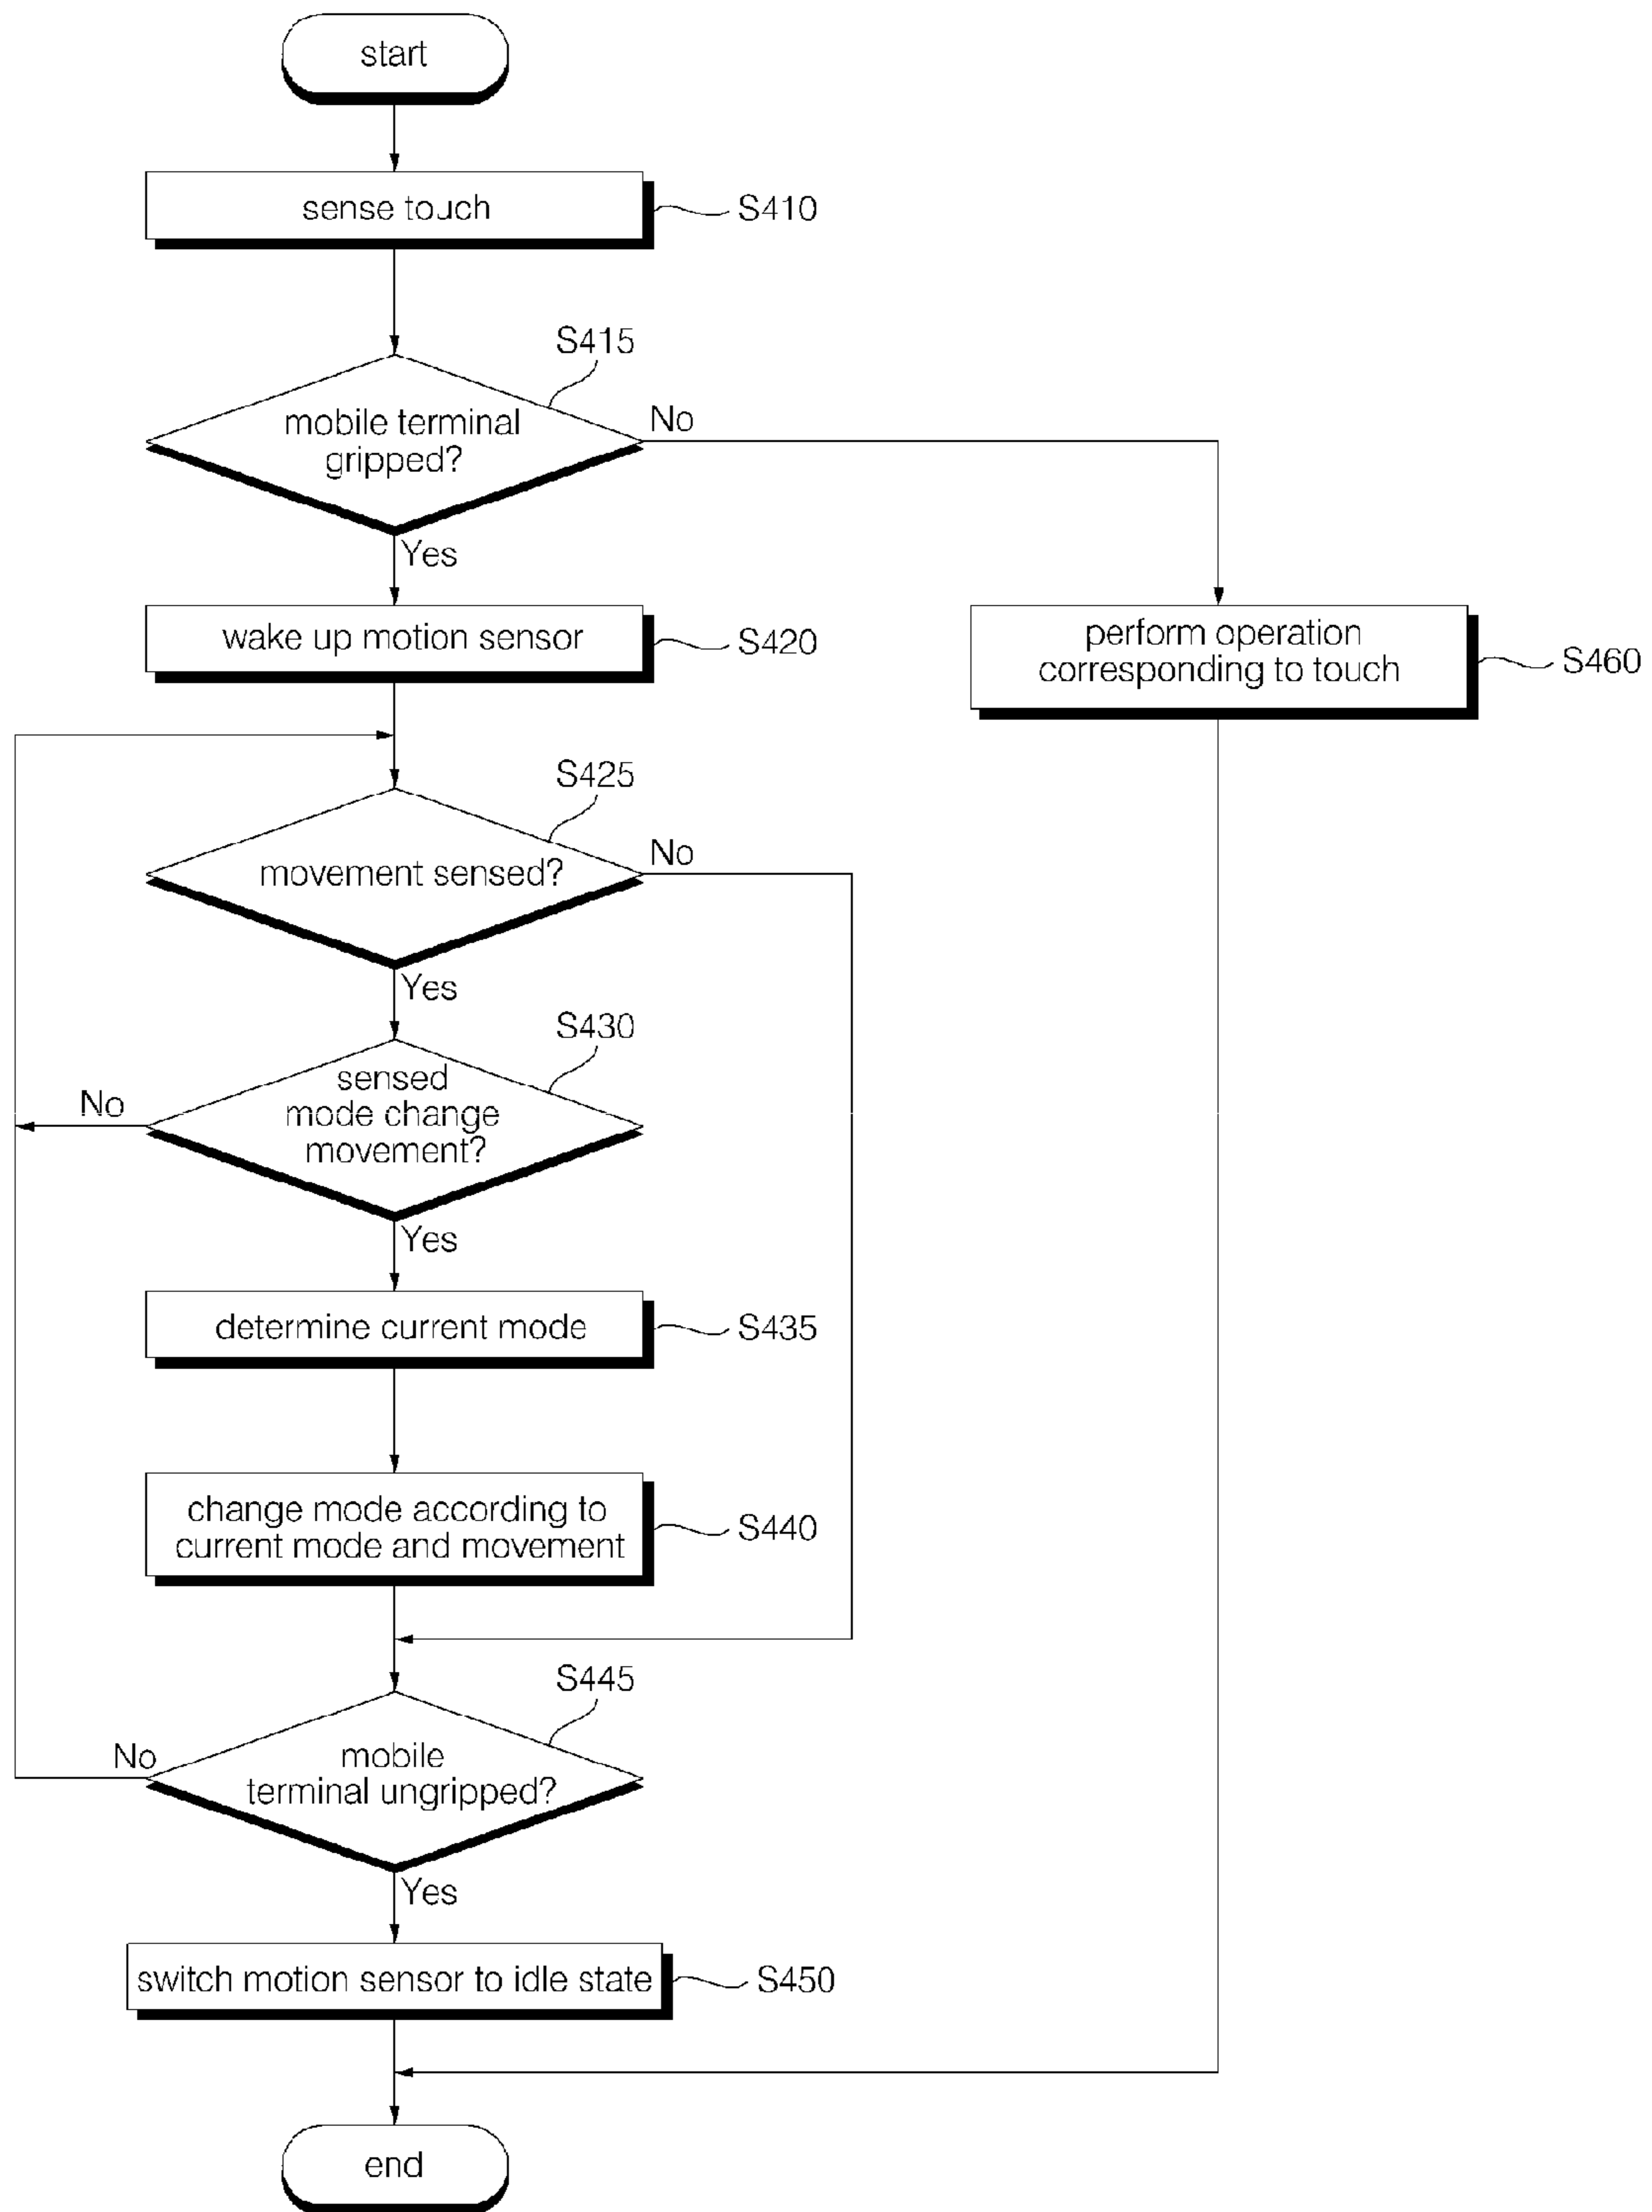 start
sense touch
S410
S415
mobile terminal
gripped?
No
Yes
wake up motion sensor
S420
perform operation
corresponding to touch
S460
S425
movement sensed?
No
Yes
S430
sensed
mode change
movement?
No
Yes
determine current mode
S435
change mode according to
current mode and movement
S440
S445
mobile
terminal ungripped?
No
Yes
switch motion sensor to idle state
S450
end